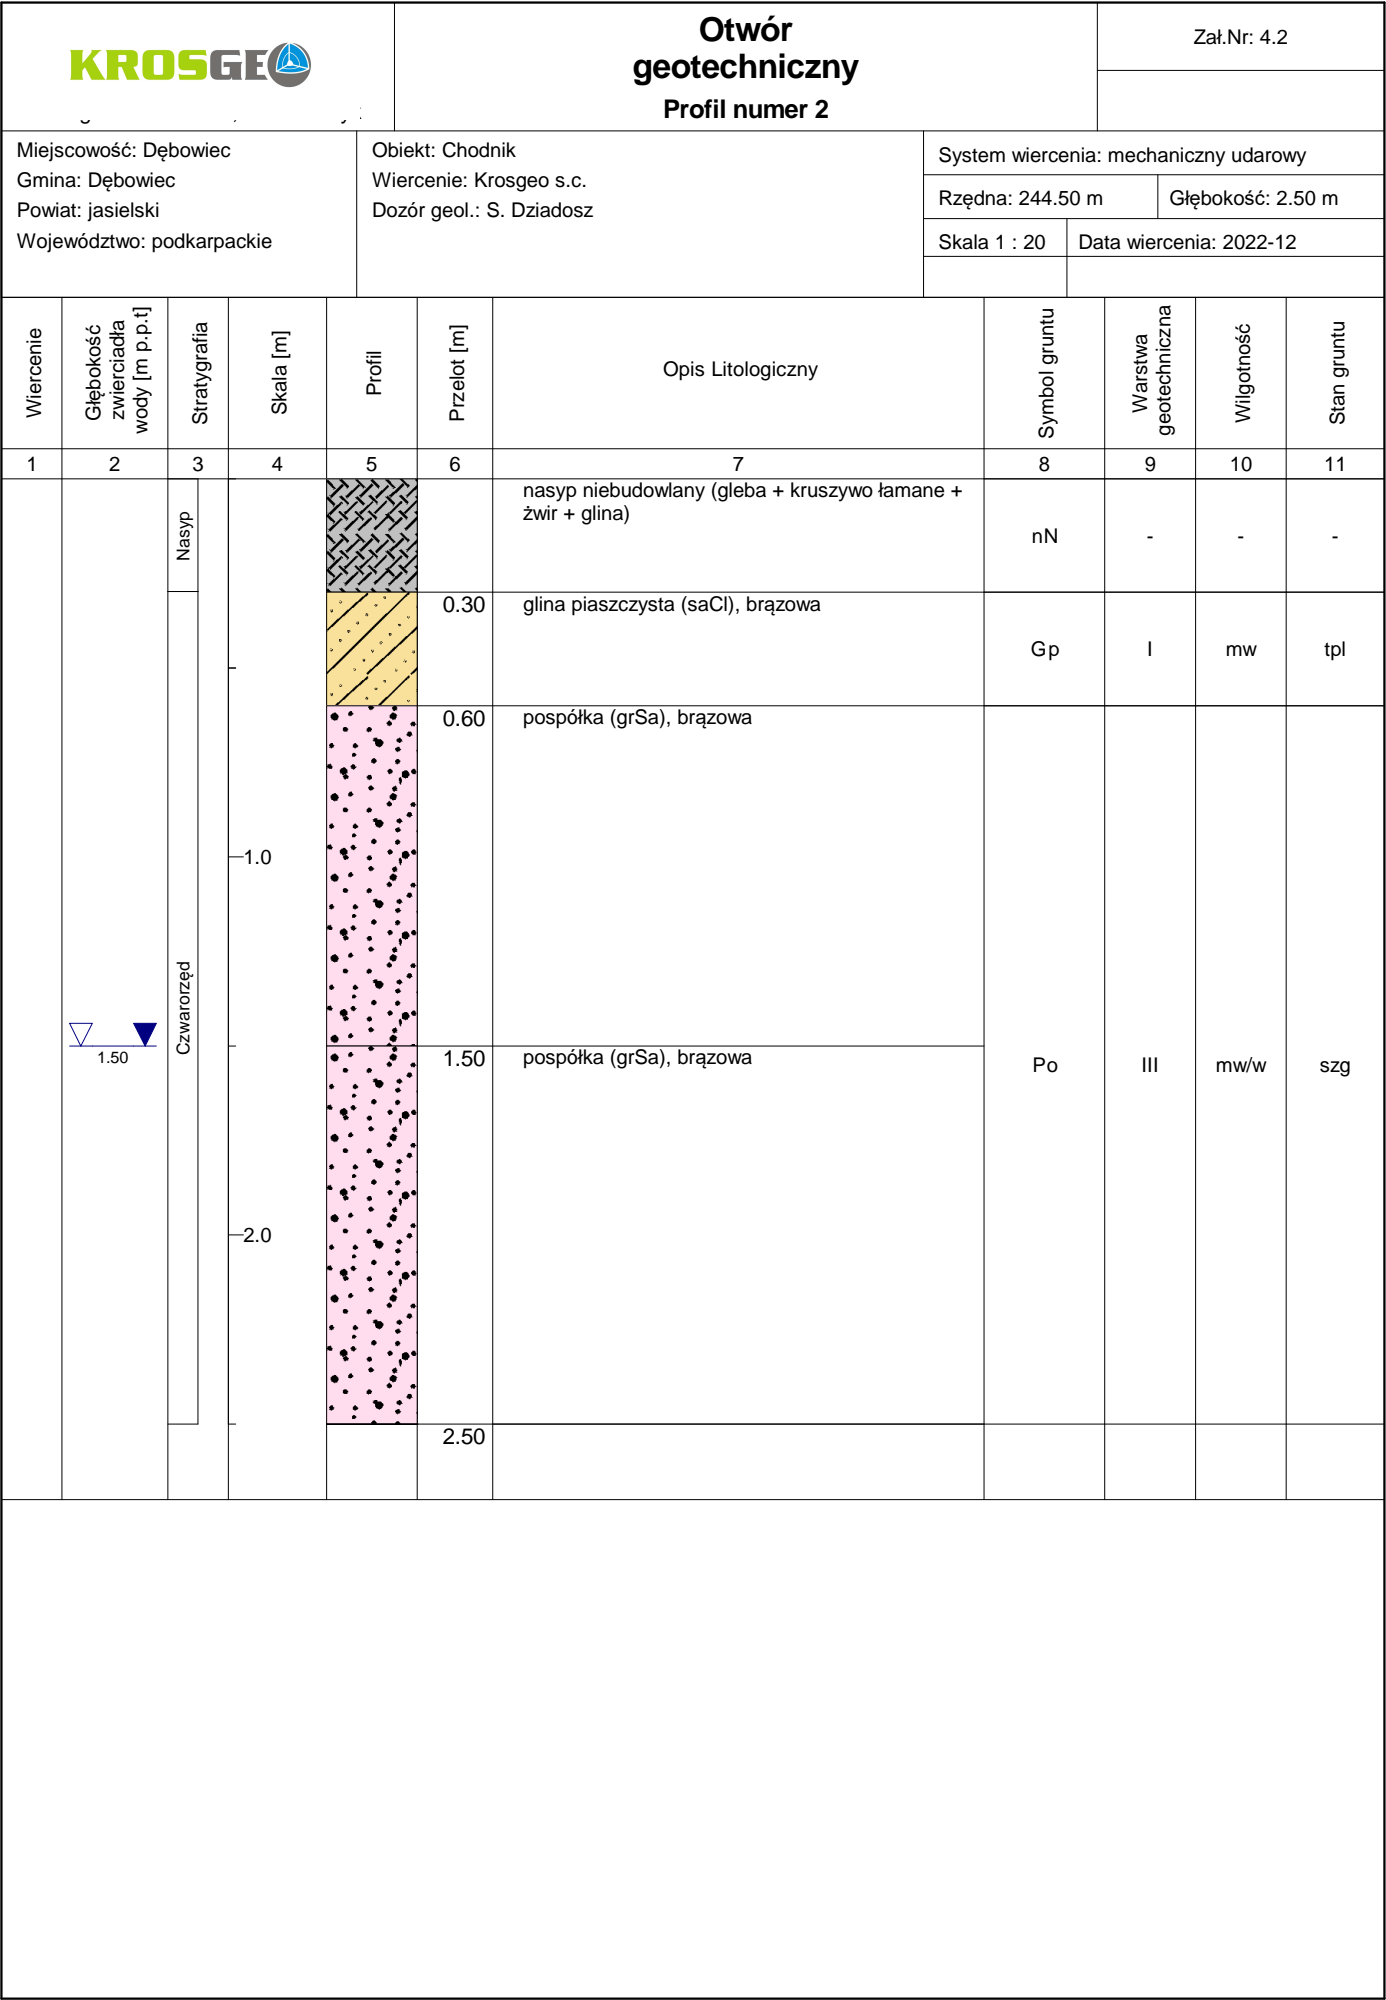 KROSGEO
Otwór
geotechniczny
Profil numer 2
Zał.Nr: 4.2
Miejscowość: Dębowiec
Gmina: Dębowiec
Powiat: jasielski
Województwo: podkarpackie
Obiekt: Chodnik
Wiercenie: Krosgeo s.c.
Dozór geol.: S. Dziadosz
System wiercenia: mechaniczny udarowy
Rzędna: 244.50 m
Głębokość: 2.50 m
Skala 1 : 20
Data wiercenia: 2022-12
Wiercenie
Głębokość
zwierciadła
wody [m p.p.t]
Stratygrafia
Skala [m]
Profil
Przelot [m]
Opis Litologiczny
Symbol gruntu
Warstwa
geotechniczna
Wilgotność
Stan gruntu
1 2 3 4 5 6 7 8 9 10 11
Nasyp
nasyp niebudowlany (gleba + kruszywo łamane +
żwir + glina)
nN - - -
0.30 glina piaszczysta (saCl), brązowa
Gp I mw tpl
0.60 pospółka (grSa), brązowa
1.0
Czwarorzęd
1.50
1.50 pospółka (grSa), brązowa
Po III mw/w szg
2.0
2.50